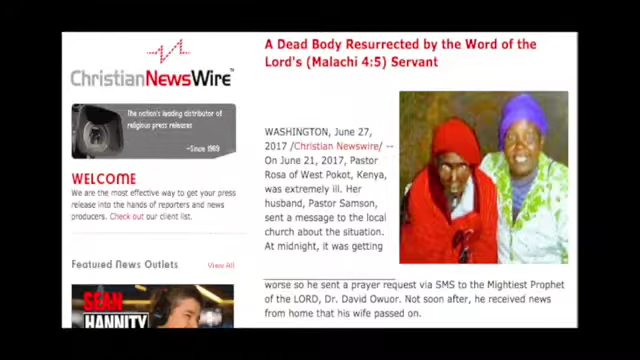 ChristianNewsWire™
The nation's leading distributor of
religious press releases
~Since 1969
WELCOME
We are the most effective way to get your press
release into the hands of reporters and news
producers. Check out our client list.
Featured News Outlets View All
SEAN
HANNITY
A Dead Body Resurrected by the Word of the
Lord's (Malachi 4:5) Servant
WASHINGTON, June 27,
2017 /Christian Newswire/ --
On June 21, 2017, Pastor
Rosa of West Pokot, Kenya,
was extremely ill. Her
husband, Pastor Samson,
sent a message to the local
church about the situation.
At midnight, it was getting
worse so he sent a prayer request via SMS to the Mightiest Prophet
of the LORD, Dr. David Owuor. Not soon after, he received news
from home that his wife passed on.